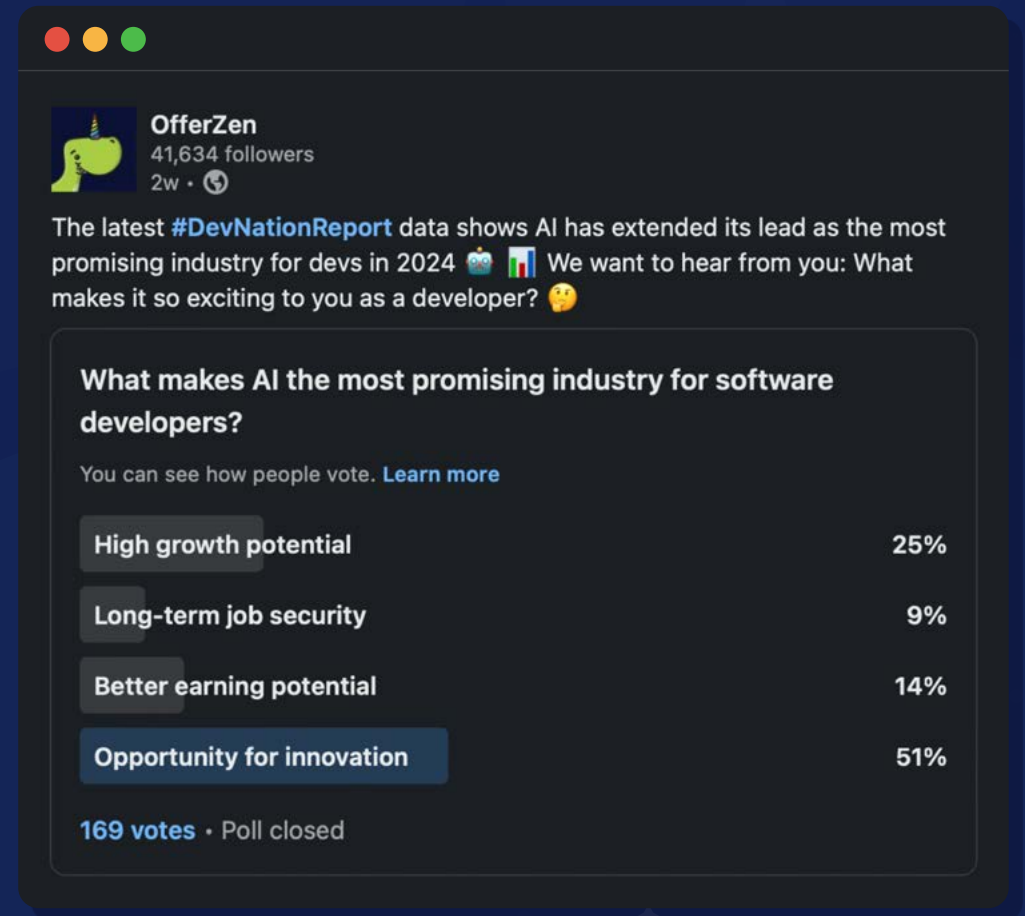 OfferZen
41,634 followers
2w •
The latest #DevNationReport data shows AI has extended its lead as the most
promising industry for devs in 2024 🤖 📊 We want to hear from you: What
makes it so exciting to you as a developer? 🤔
What makes AI the most promising industry for software
developers?
You can see how people vote. Learn more
High growth potential 25%
Long-term job security 9%
Better earning potential 14%
Opportunity for innovation 51%
169 votes • Poll closed